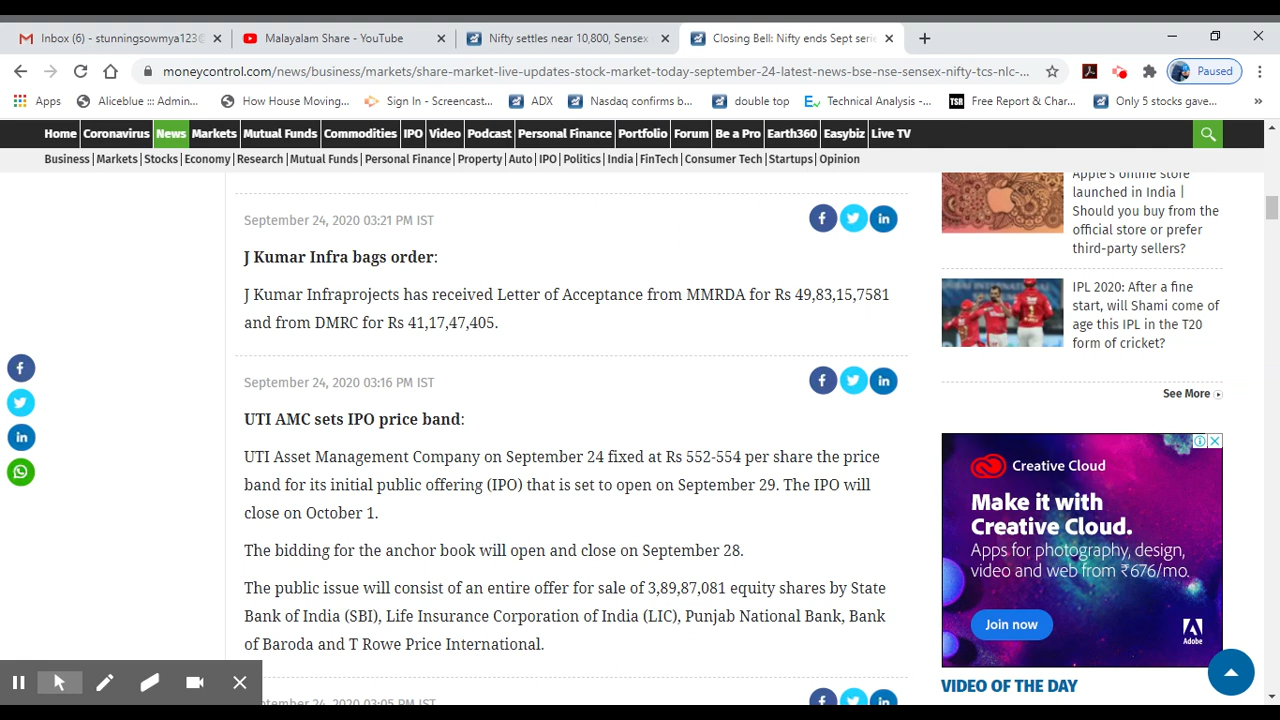 Inbox (6) - stunningsowmya123@
Malayalam Share - YouTube
Nifty settles near 10,800, Sensex
Closing Bell: Nifty ends Sept serie
moneycontrol.com/news/business/markets/share-market-live-updates-stock-market-today-september-24-latest-news-bse-nse-sensex-nifty-tcs-nlc-...
Paused
Apps
Aliceblue ::: Admin...
How House Moving...
Sign In - Screencast...
ADX
Nasdaq confirms b...
double top
Technical Analysis -...
TSR
Free Report & Char...
Only 5 stocks gave...
Home Coronavirus News Markets Mutual Funds Commodities IPO Video Podcast Personal Finance Portfolio Forum Be a Pro Earth360 Easybiz Live TV
Business | Markets | Stocks | Economy | Research | Mutual Funds | Personal Finance | Property | Auto | IPO | Politics | India | FinTech | Consumer Tech | Startups | Opinion
September 24, 2020 03:21 PM IST
J Kumar Infra bags order:
J Kumar Infraprojects has received Letter of Acceptance from MMRDA for Rs 49,83,15,7581
and from DMRC for Rs 41,17,47,405.
September 24, 2020 03:16 PM IST
UTI AMC sets IPO price band:
UTI Asset Management Company on September 24 fixed at Rs 552-554 per share the price
band for its initial public offering (IPO) that is set to open on September 29. The IPO will
close on October 1.
The bidding for the anchor book will open and close on September 28.
The public issue will consist of an entire offer for sale of 3,89,87,081 equity shares by State
Bank of India (SBI), Life Insurance Corporation of India (LIC), Punjab National Bank, Bank
of Baroda and T Rowe Price International.
September 24, 2020 03:05 PM IST
Apple's online store
launched in India |
Should you buy from the
official store or prefer
third-party sellers?
IPL 2020: After a fine
start, will Shami come of
age this IPL in the T20
form of cricket?
See More
Creative Cloud
Make it with
Creative Cloud.
Apps for photography, design,
video and web from ₹676/mo.
Join now
Adobe
VIDEO OF THE DAY